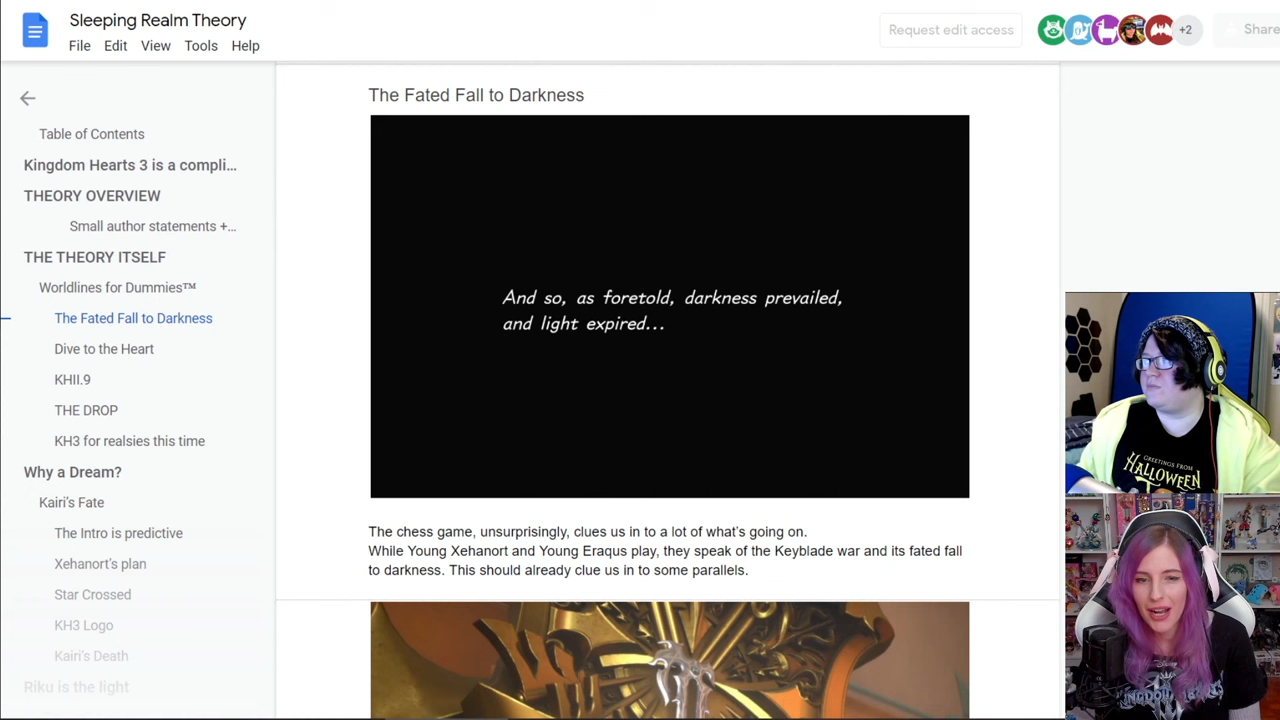 Sleeping Realm Theory
File Edit View Tools Help
Request edit access
+2
Share
The Fated Fall to Darkness
Table of Contents
Kingdom Hearts 3 is a compli...
THEORY OVERVIEW
Small author statements +...
THE THEORY ITSELF
Worldlines for Dummies™
The Fated Fall to Darkness
Dive to the Heart
KHII.9
THE DROP
KH3 for realsies this time
Why a Dream?
Kairi's Fate
The Intro is predictive
Xehanort's plan
Star Crossed
KH3 Logo
Kairi's Death
Riku is the light
And so, as foretold, darkness prevailed,
and light expired...
The chess game, unsurprisingly, clues us in to a lot of what's going on.
While Young Xehanort and Young Eraqus play, they speak of the Keyblade war and its fated fall
to darkness. This should already clue us in to some parallels.
GREETINGS FROM
HALLOWEEN
KINGDOM HEARTS